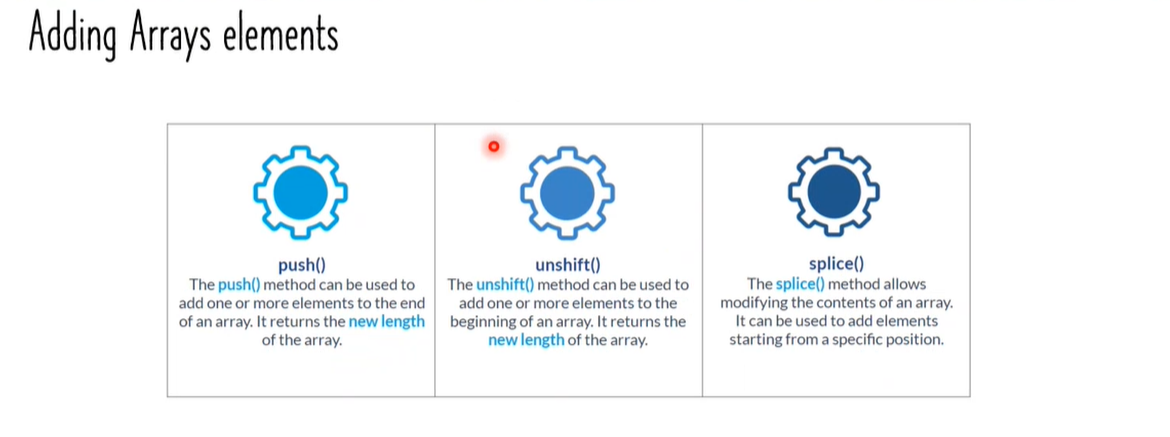 Adding Arrays elements
push()
The push() method can be used to
add one or more elements to the end
of an array. It returns the new length
of the array.
unshift()
The unshift() method can be used to
add one or more elements to the
beginning of an array. It returns the
new length of the array.
splice()
The splice() method allows
modifying the contents of an array.
It can be used to add elements
starting from a specific position.